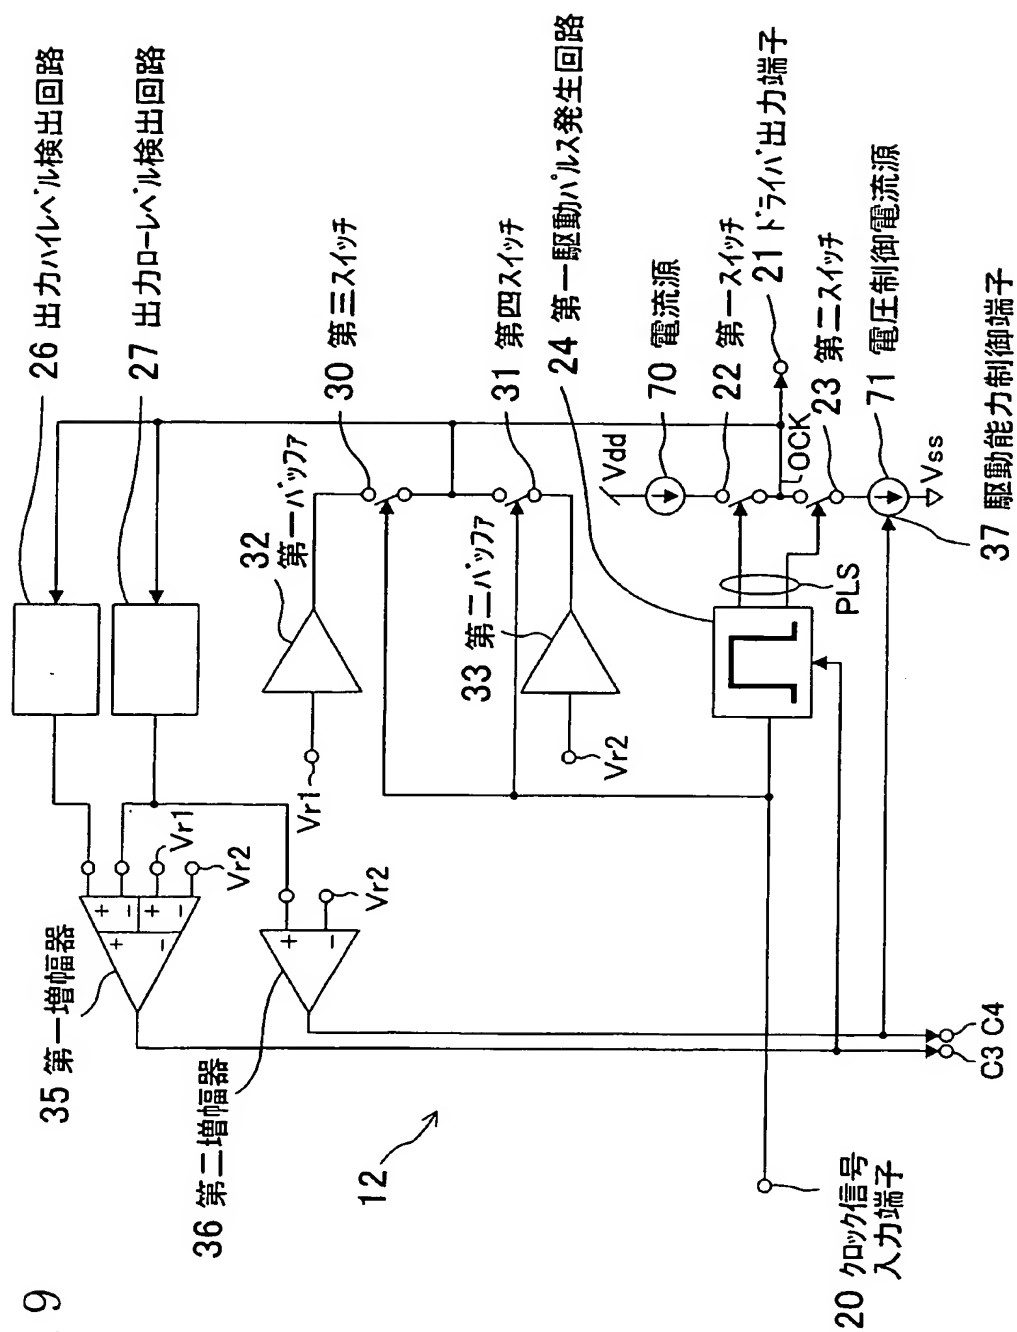 9
26 出力ハイレベル検出回路
27 出力ローレベル検出回路
35 第一増幅器
36 第二増幅器
+
−
+
−
+
−
Vr1
Vr2
+
−
Vr2
32
第一バッファ
Vr1
33 第二バッファ
Vr2
30 第三スイッチ
31 第四スイッチ
24 第一駆動パルス発生回路
70 電流源
Vdd
22 第一スイッチ
21 ドライバ出力端子
OCK
23 第二スイッチ
71 電圧制御電流源
Vss
37 駆動能力制御端子
PLS
12
C3 C4
20 クロック信号
入力端子